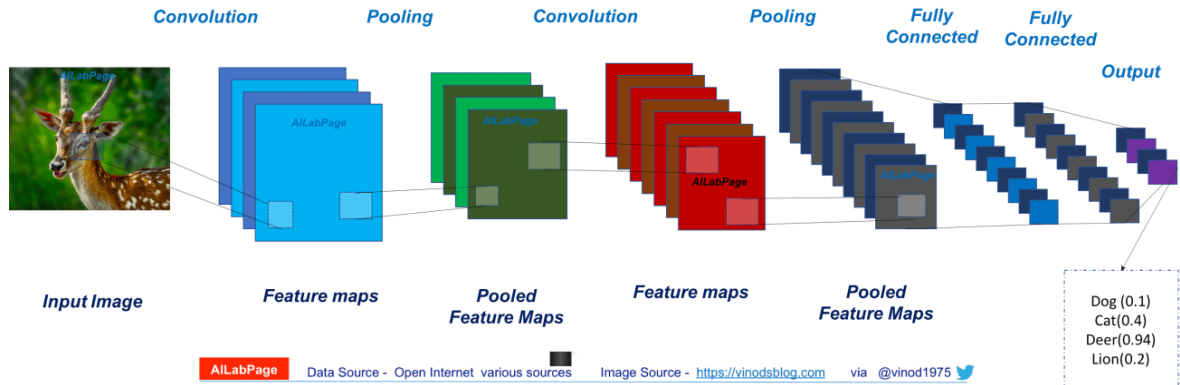 Convolution
Pooling
Convolution
Pooling
Fully
Connected
Fully
Connected
Output
AILabPage
AILabPage
AILabPage
AILabPage
AILabPage
Input Image
Feature maps
Pooled
Feature Maps
Feature maps
Pooled
Feature Maps
Dog (0.1)
Cat(0.4)
Deer(0.94)
Lion(0.2)
AILabPage
Data Source - Open Internet various sources
Image Source - https://vinodsblog.com
via @vinod1975